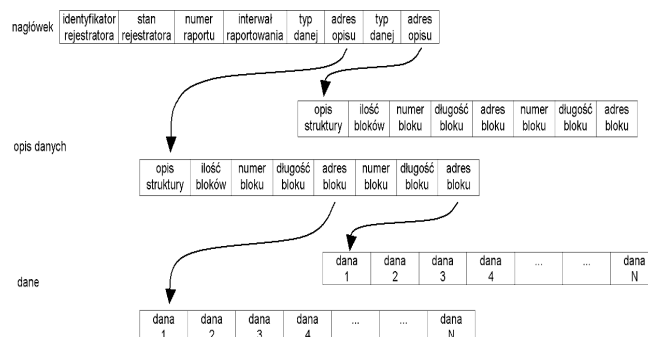 nagłówek
identyfikator rejestratora
stan rejestratora
numer raportu
interwał raportowania
typ danej
adres opisu
typ danej
adres opisu
opis struktury
ilość bloków
numer bloku
długość bloku
adres bloku
numer bloku
długość bloku
adres bloku
opis danych
opis struktury
ilość bloków
numer bloku
długość bloku
adres bloku
numer bloku
długość bloku
adres bloku
dana 1
dana 2
dana 3
dana 4
...
...
dana N
dane
dana 1
dana 2
dana 3
dana 4
...
...
dana N